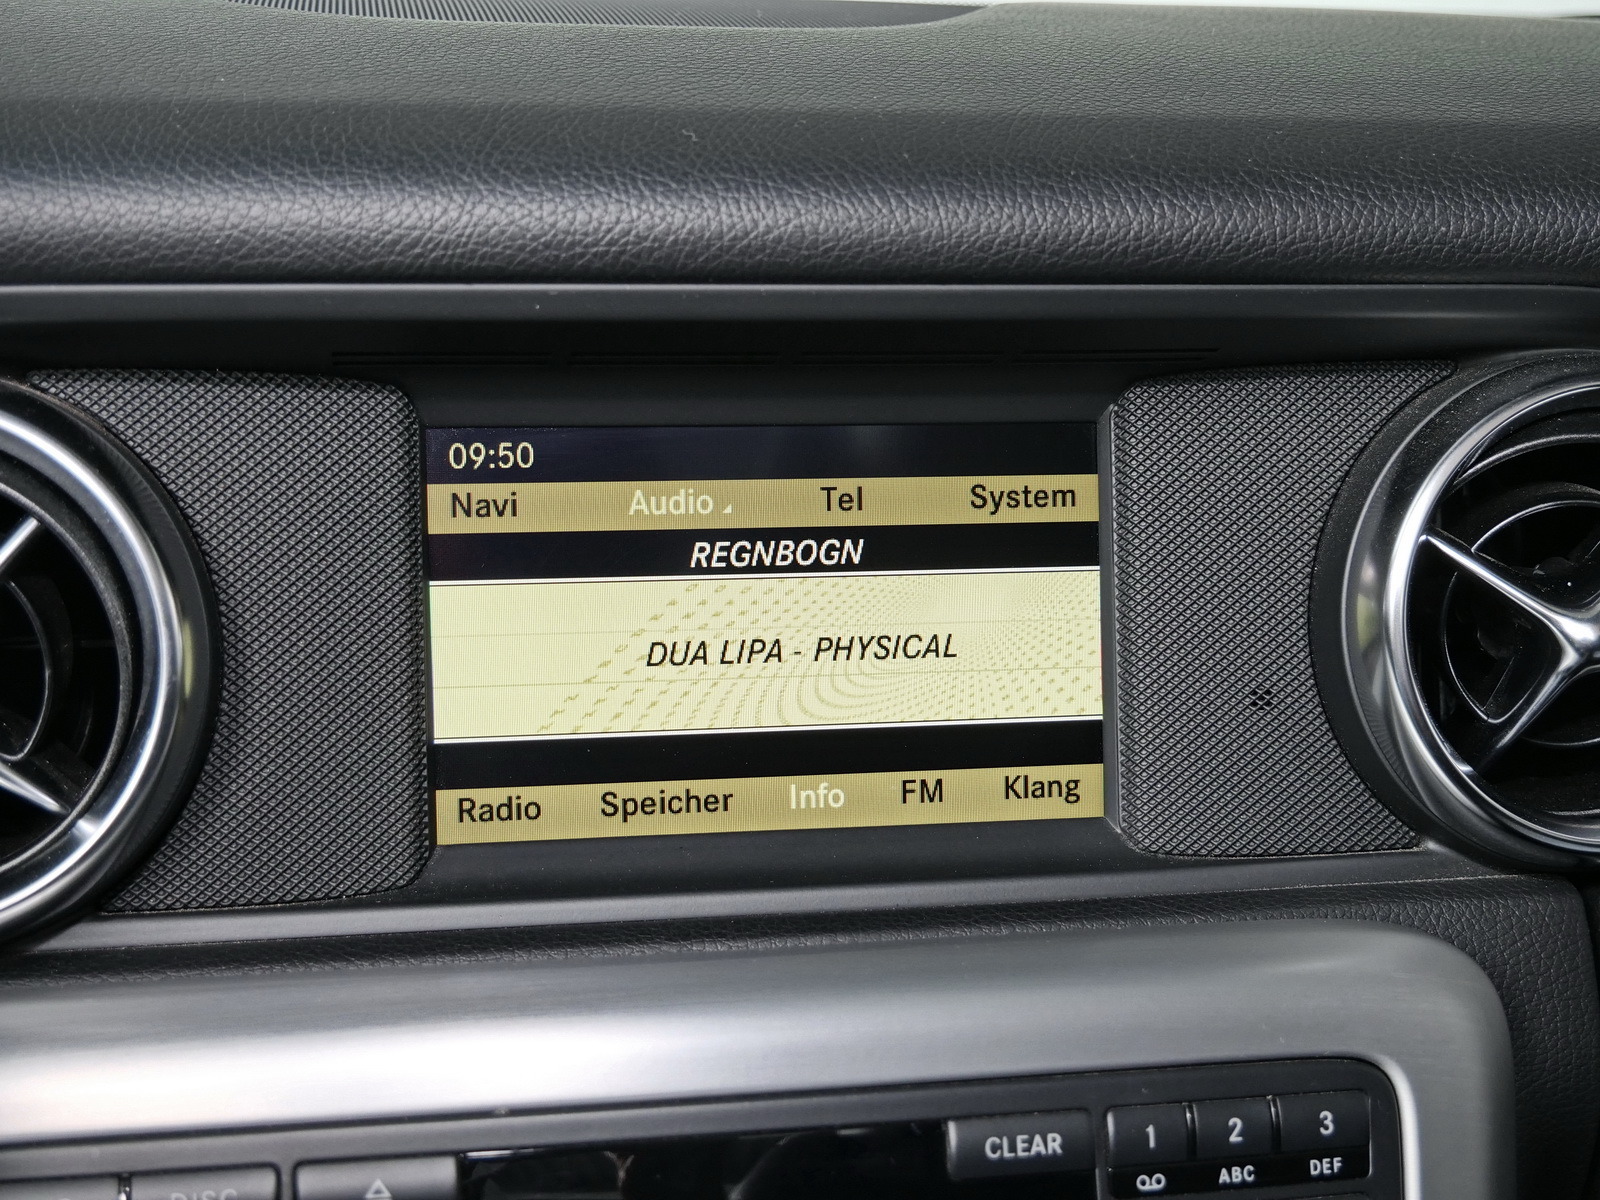 09:50
Navi Audio Tel System
REGNBOGN
DUA LIPA - PHYSICAL
Radio Speicher Info FM Klang
CLEAR 1 2 3
ABC DEF
DISC